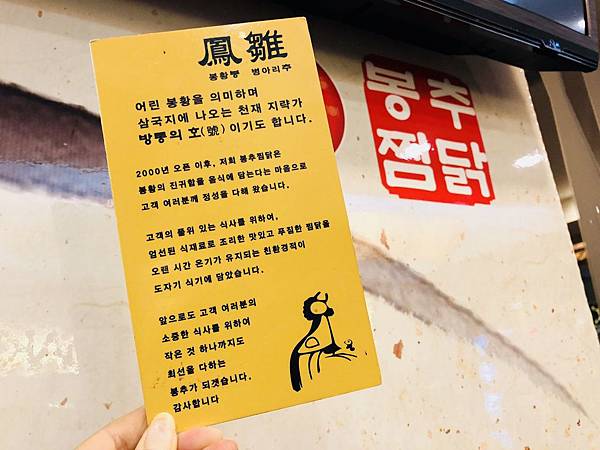 鳳雛
봉황봉 병아리추
어린 봉황을 의미하며
삼국지에 나오는 천재 지략가
방통의 호(號) 이기도 합니다.
2000년 오픈 이후, 저희 봉추찜닭은
봉황의 진귀함을 음식에 담는다는 마음으로
고객 여러분께 정성을 다해 왔습니다.
고객의 품위 있는 식사를 위하여,
엄선된 식재료로 조리한 맛있고 푸짐한 찜닭을
오랜 시간 온기가 유지되는 친환경적이
도자기 식기에 담았습니다.
앞으로도 고객 여러분의
소중한 식사를 위하여
작은 것 하나까지도
최선을 다하는
봉추가 되겟습니다.
감사합니다
봉추
찜닭